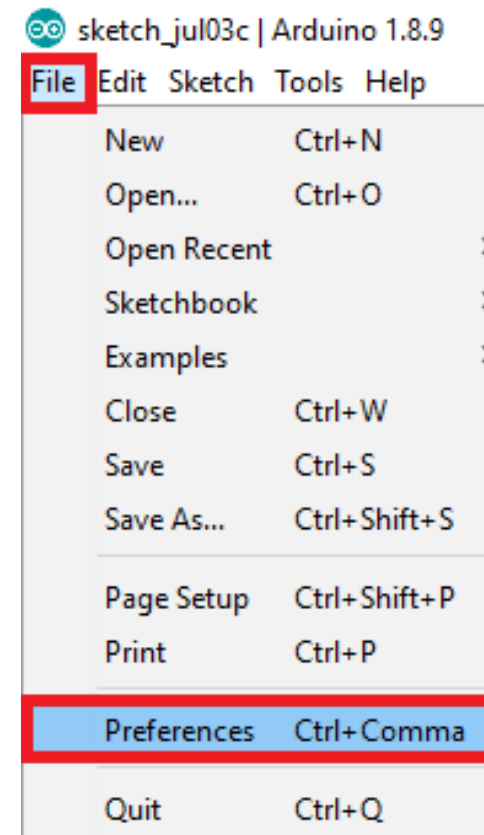 sketch_jul03c | Arduino 1.8.9
File Edit Sketch Tools Help
New Ctrl+N
Open... Ctrl+O
Open Recent
Sketchbook
Examples
Close Ctrl+W
Save Ctrl+S
Save As... Ctrl+Shift+S
Page Setup Ctrl+Shift+P
Print Ctrl+P
Preferences Ctrl+Comma
Quit Ctrl+Q